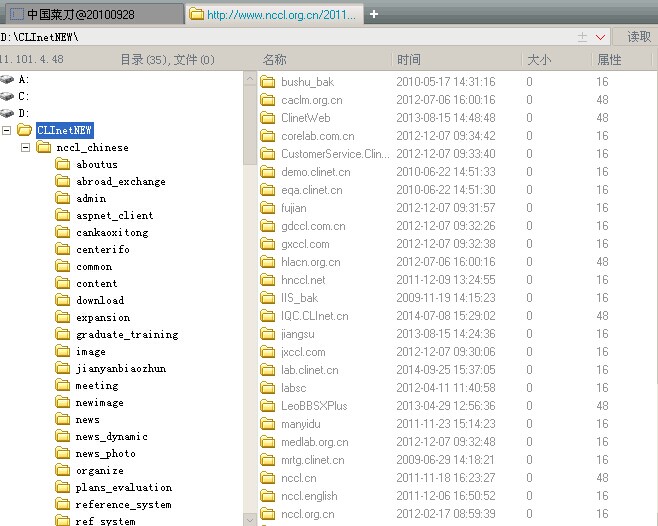 中国菜刀@20100928 http://www.nccl.org.cn/2011... +
D:\CLInetNEW\ 读取
11.101.4.48 目录(35),文件(0) 名称 时间 大小 属性
A:
C:
D:
CLInetNEW
nccl_chinese
aboutus
abroad_exchange
admin
aspnet_client
cankaoxitong
centerifo
common
content
download
expansion
graduate_training
image
jianyanbiaozhun
meeting
newimage
news
news_dynamic
news_photo
organize
plans_evaluation
reference_system
ref_system
bushu_bak 2010-05-17 14:31:16 0 16
caclm.org.cn 2012-07-06 16:00:16 0 48
ClinetWeb 2013-08-15 14:48:48 0 48
corelab.com.cn 2012-12-07 09:34:42 0 16
CustomerService.Clin... 2012-12-07 09:33:40 0 16
demo.clinet.cn 2010-06-22 14:51:33 0 16
eqa.clinet.cn 2010-06-22 14:51:30 0 16
fujian 2012-12-07 09:31:57 0 16
gdccl.com.cn 2012-12-07 09:32:26 0 16
gxccl.com 2012-12-07 09:32:38 0 16
hlacn.org.cn 2012-07-06 16:00:16 0 48
hnccl.net 2011-12-09 13:24:55 0 16
IIS_bak 2009-11-19 14:15:23 0 16
IQC.CLInet.cn 2014-07-08 15:29:02 0 48
jiangsu 2013-08-15 14:24:36 0 16
jxccl.com 2012-12-07 09:30:06 0 16
lab.clinet.cn 2014-09-25 15:37:05 0 16
labsc 2012-04-11 11:40:58 0 16
LeoBBSXPlus 2013-04-29 12:56:36 0 48
manyidu 2011-11-23 15:14:23 0 16
medlab.org.cn 2012-12-07 09:32:48 0 16
mrtg.clinet.cn 2009-06-29 14:18:21 0 16
nccl.cn 2011-11-18 16:23:27 0 48
nccl.english 2011-12-06 16:50:52 0 16
nccl.org.cn 2012-02-17 08:59:39 0 16